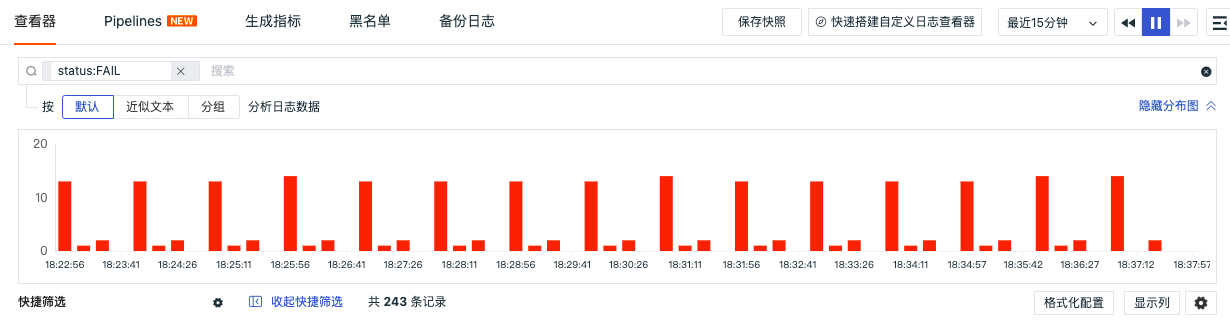 查看器 Pipelines NEW 生成指标 黑名单 备份日志 保存快照 快速搭建自定义日志查看器 最近15分钟
status:FAIL 搜索
按 默认 近似文本 分组 分析日志数据 隐藏分布图
20
10
0
18:22:56 18:23:41 18:24:26 18:25:11 18:25:56 18:26:41 18:27:26 18:28:11 18:28:56 18:29:41 18:30:26 18:31:11 18:31:56 18:32:41 18:33:26 18:34:11 18:34:57 18:35:42 18:36:27 18:37:12 18:37:57
快捷筛选 收起快捷筛选 共 243 条记录 格式化配置 显示列